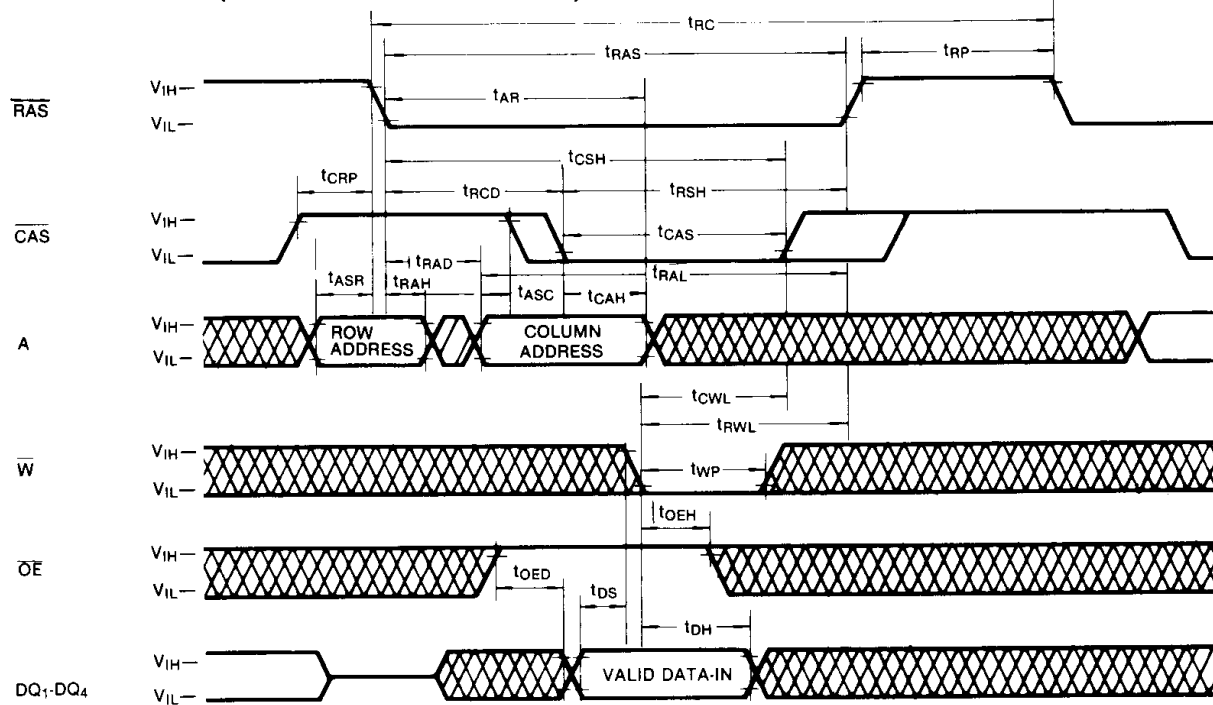 tRC
tRAS
tRP
RAS
VIH
VIL
tAR
tCSH
tCRP
tRCD
tRSH
CAS
VIH
VIL
tCAS
tRAD
tRAL
tASR
tRAH
tASC
tCAH
A
VIH
VIL
ROW ADDRESS
COLUMN ADDRESS
tCWL
tRWL
W
VIH
VIL
tWP
tOEH
OE
VIH
VIL
tOED
tDS
tDH
DQ1-DQ4
VIH
VIL
VALID DATA-IN